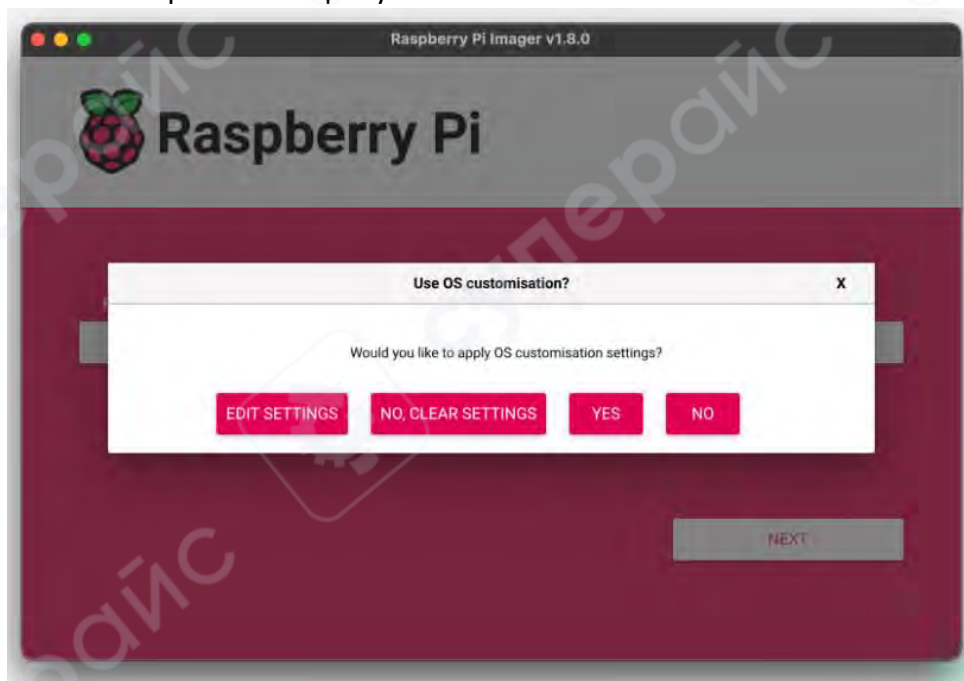 Raspberry Pi Imager v1.8.0
Raspberry Pi
Use OS customisation?
X
Would you like to apply OS customisation settings?
EDIT SETTINGS
NO, CLEAR SETTINGS
YES
NO
NEXT
суперайс